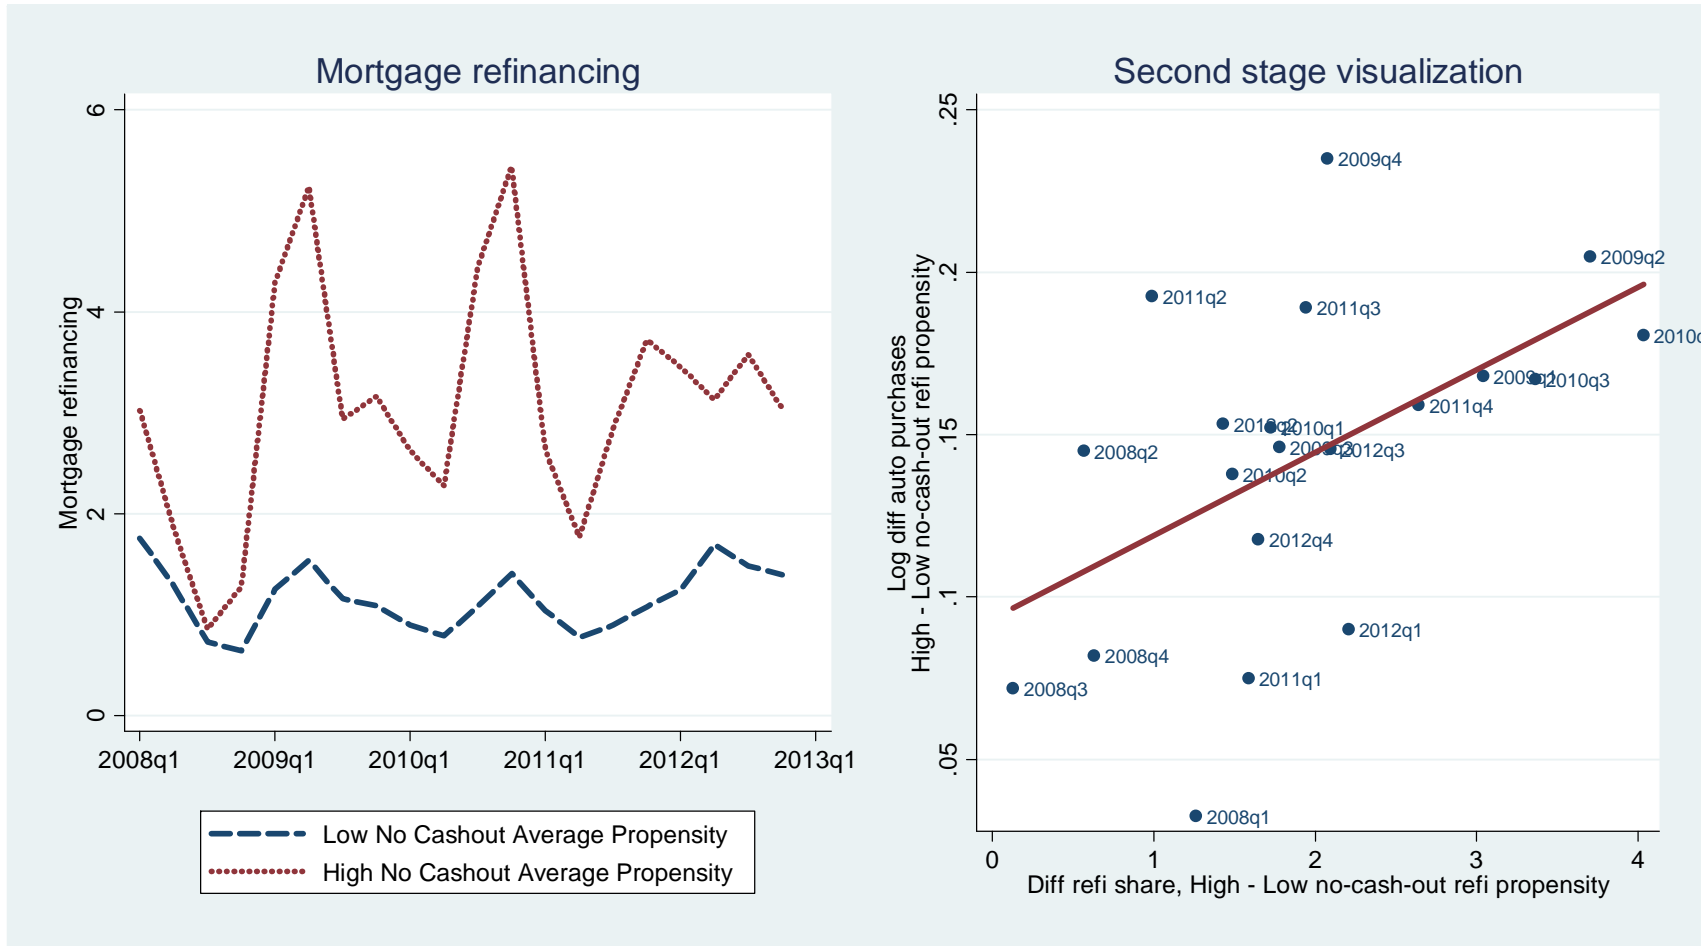 Mortgage refinancing
Mortgage refinancing
6
4
2
0
2008q1
2009q1
2010q1
2011q1
2012q1
2013q1
Low No Cashout Average Propensity
High No Cashout Average Propensity
Second stage visualization
Log diff auto purchases
High - Low no-cash-out refi propensity
.25
.2
.15
.1
.05
2009q4
2009q2
2011q2
2011q3
2009q1
2010q3
2011q4
2010q1
2008q2
2012q3
2010q2
2012q4
2012q1
2008q4
2011q1
2008q3
2008q1
0
1
2
3
4
Diff refi share, High - Low no-cash-out refi propensity